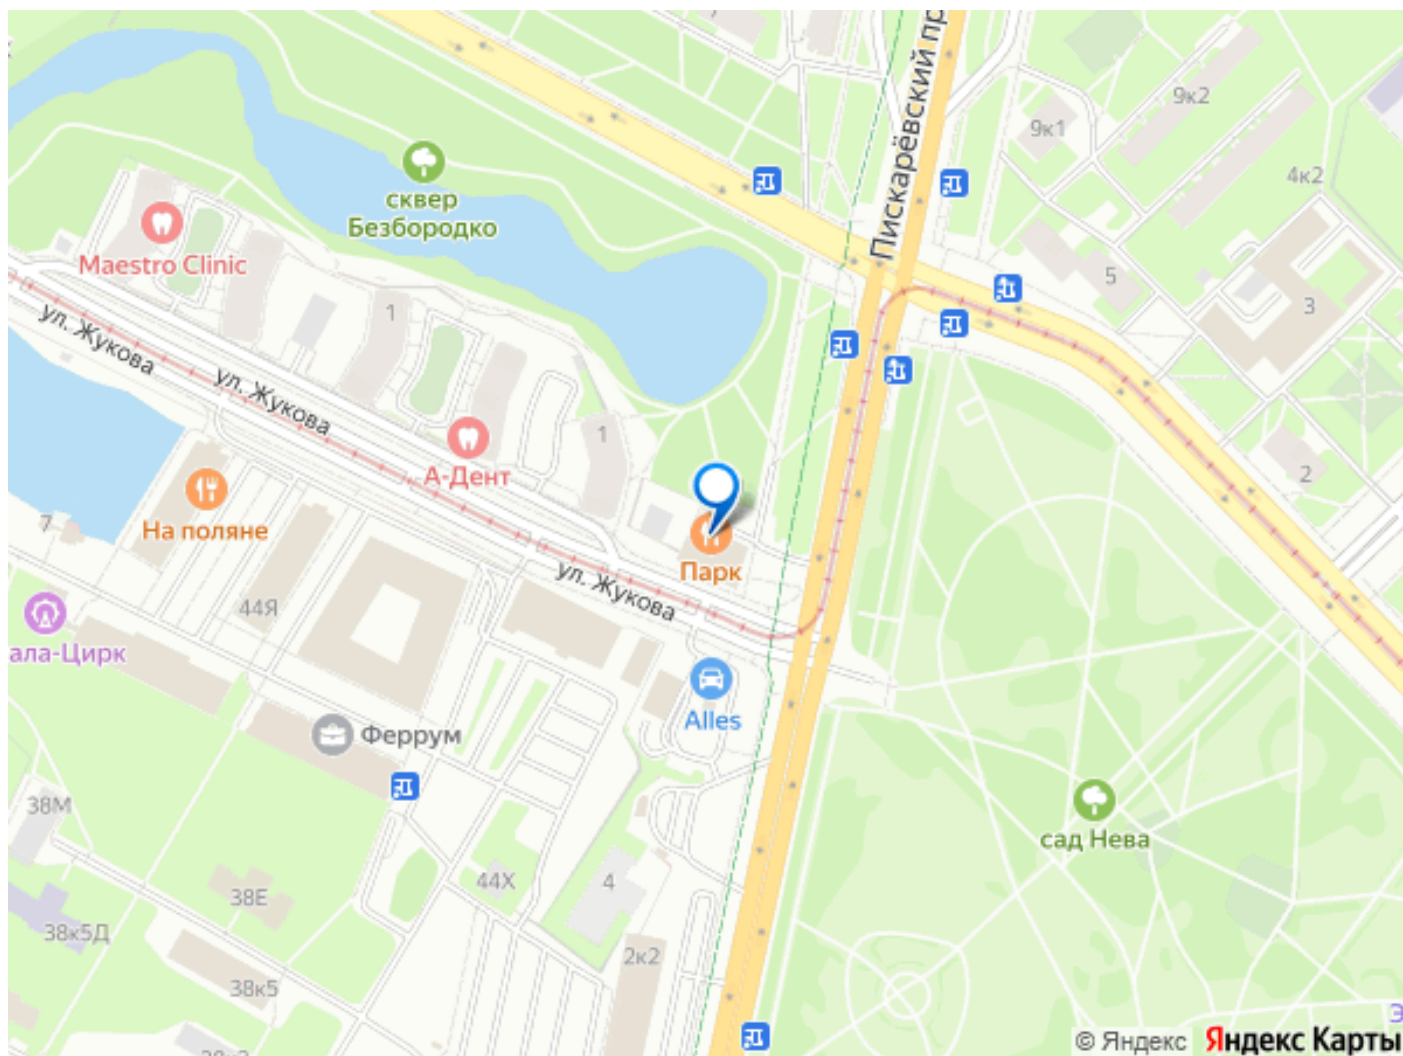 Пискарёвский пр
9к2
9к1
4к2
сквер
Безбородко
Maestro Clinic
5
3
1
ул. Жукова
ул. Жукова
1
А-Дент
2
На поляне
7
Парк
ул. Жукова
44Я
ала-Цирк
Alles
Феррум
38М
сад Нева
44Х
4
38Е
38к5Д
2к2
38к5
© Яндекс Яндекс Карты